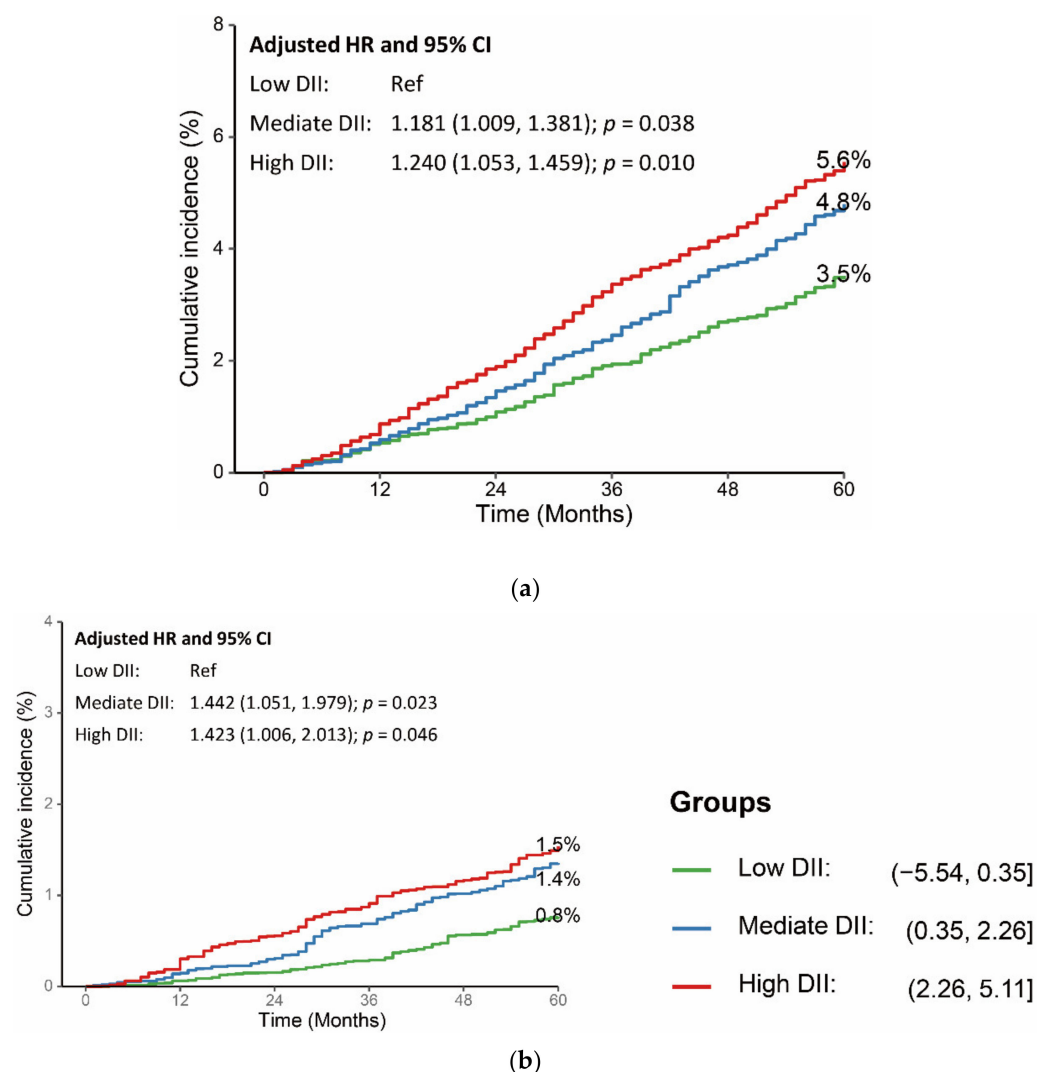 8
Adjusted HR and 95% CI
Low DII: Ref
Mediate DII: 1.181 (1.009, 1.381); p = 0.038
High DII: 1.240 (1.053, 1.459); p = 0.010
6
5.6%
4.8%
4
3.5%
2
0
Cumulative incidence (%)
0 12 24 36 48 60
Time (Months)
(a)
4
Adjusted HR and 95% CI
Low DII: Ref
Mediate DII: 1.442 (1.051, 1.979); p = 0.023
High DII: 1.423 (1.006, 2.013); p = 0.046
3
2
1.5%
1.4%
1
0.8%
0
Cumulative incidence (%)
0 12 24 36 48 60
Time (Months)
Groups
Low DII: (−5.54, 0.35]
Mediate DII: (0.35, 2.26]
High DII: (2.26, 5.11]
(b)